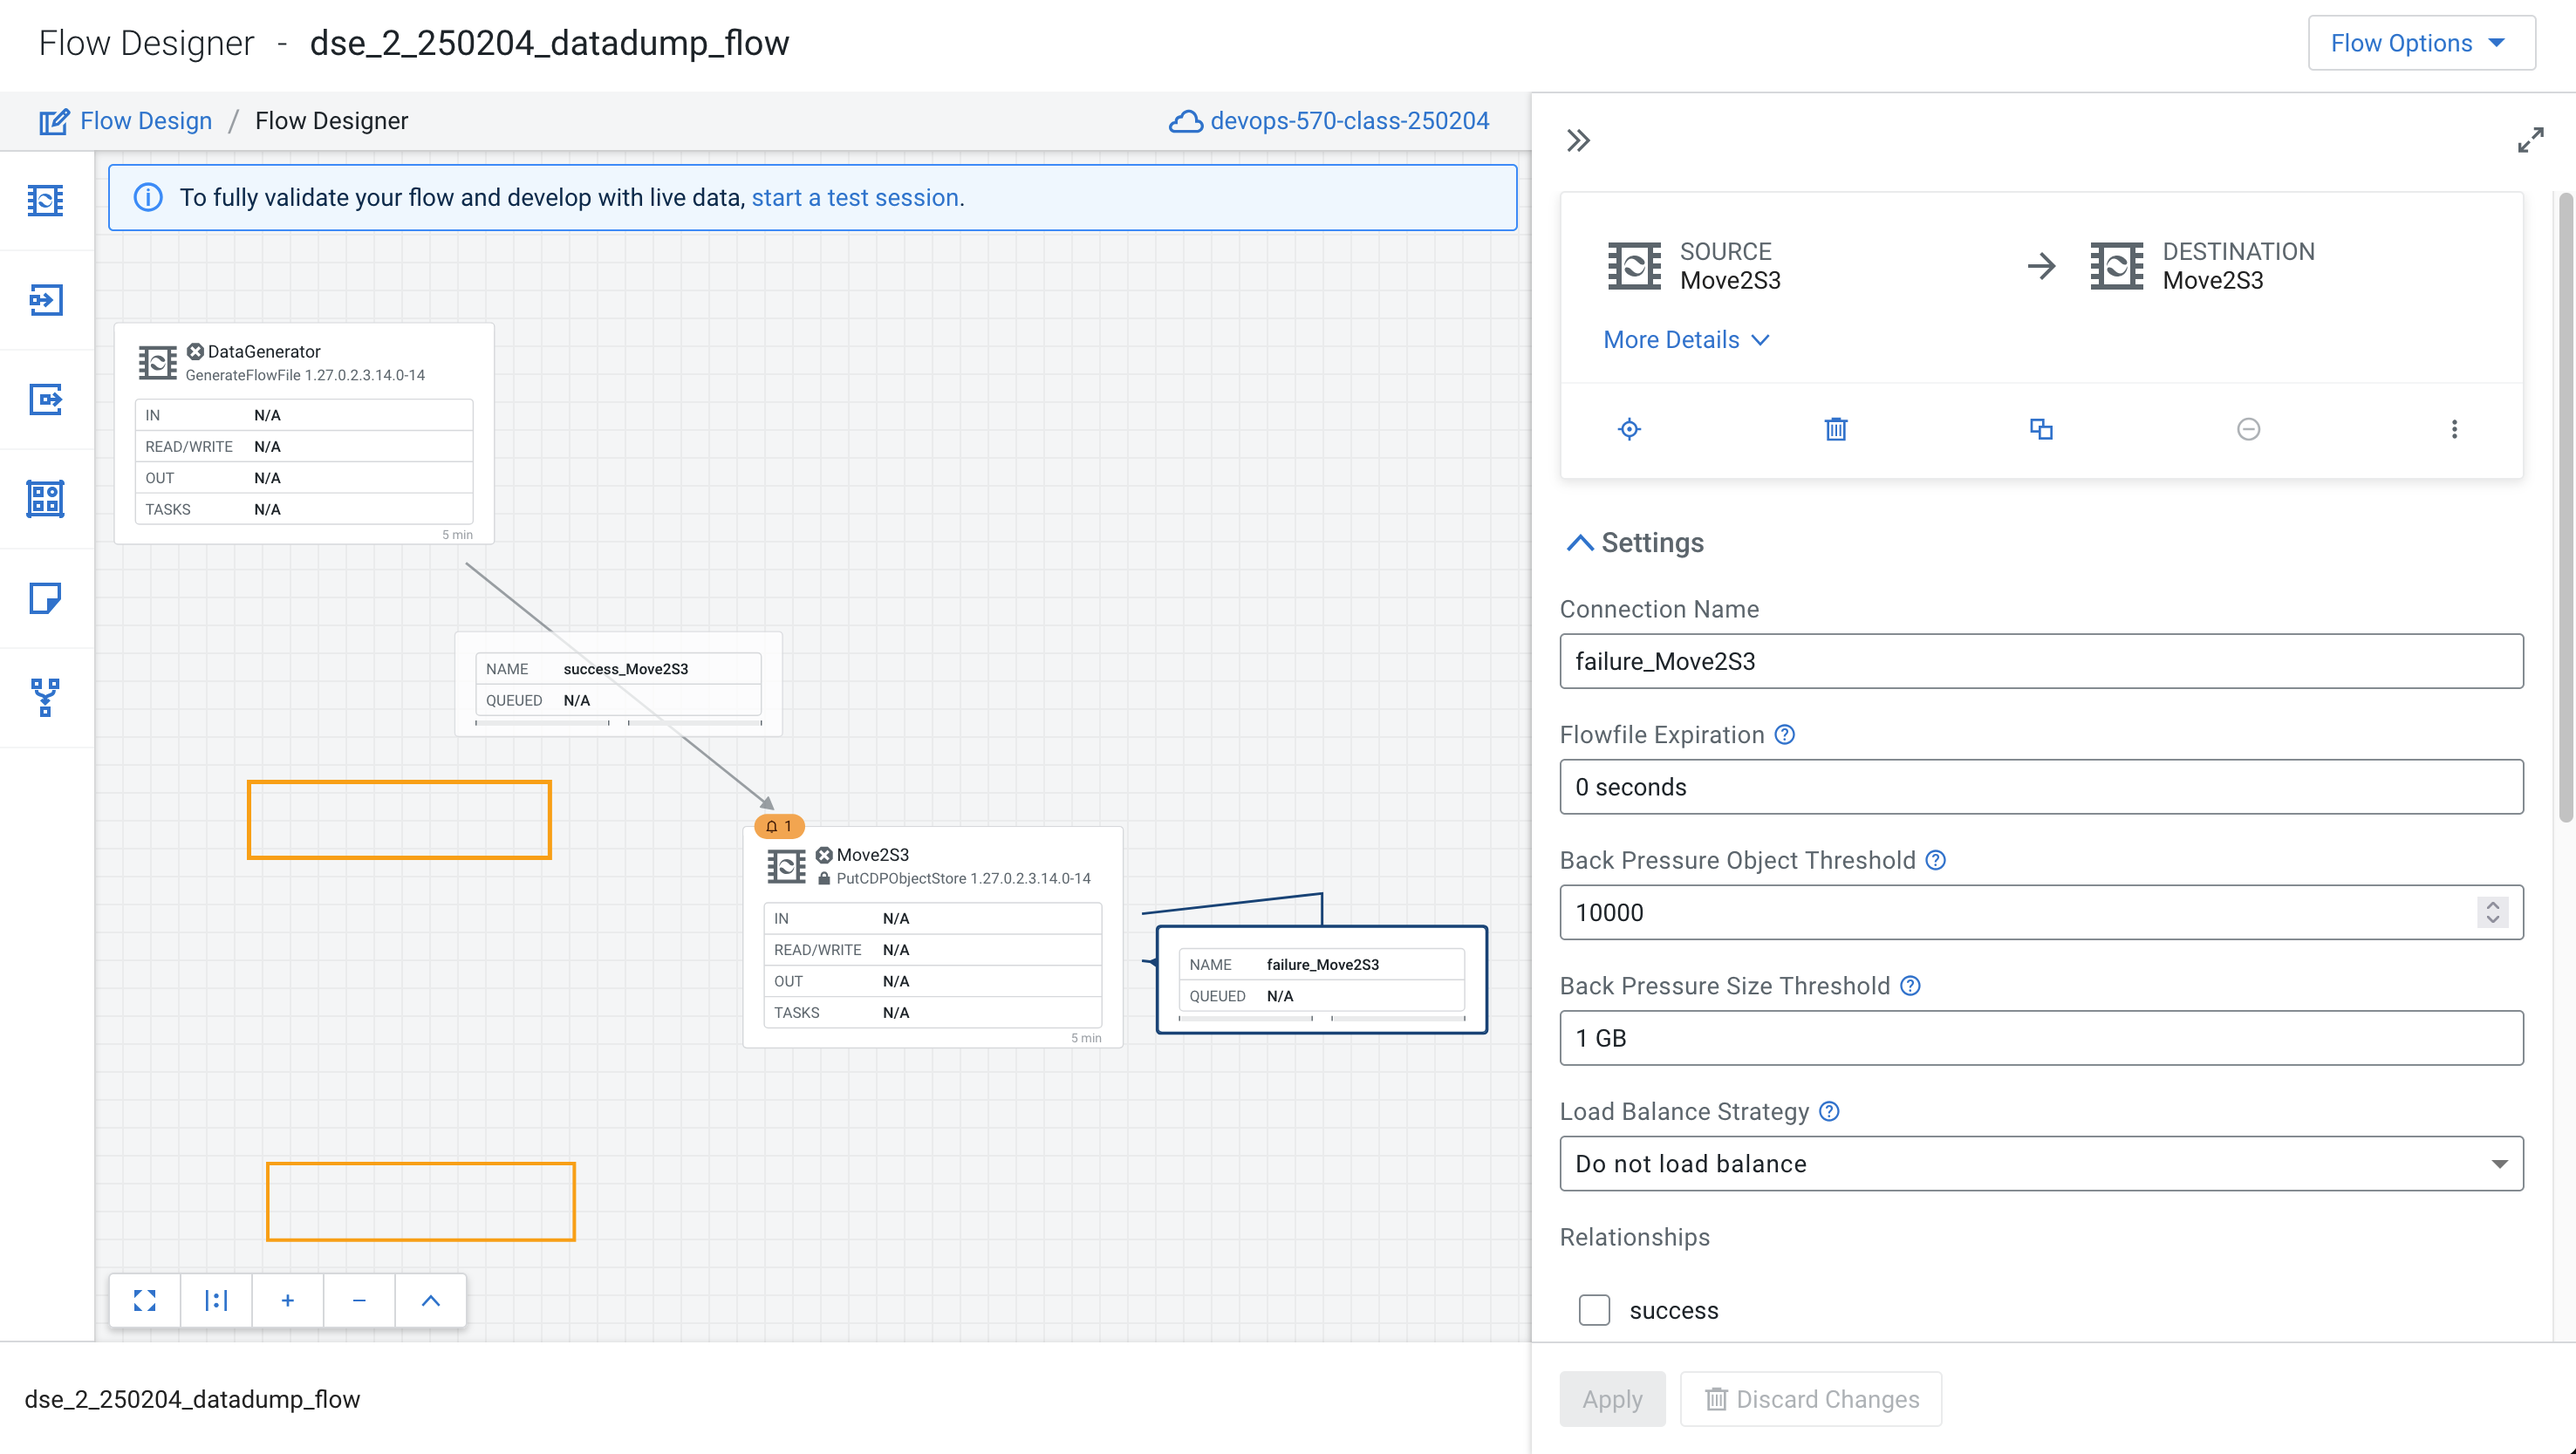 Flow Designer - dse_2_250204_datadump_flow
Flow Options
Flow Design / Flow Designer
devops-570-class-250204
To fully validate your flow and develop with live data, start a test session.
DataGenerator
GenerateFlowFile 1.27.0.2.3.14.0-14
IN N/A
READ/WRITE N/A
OUT N/A
TASKS N/A
5 min
NAME success_Move2S3
QUEUED N/A
1
Move2S3
PutCDPObjectStore 1.27.0.2.3.14.0-14
IN N/A
READ/WRITE N/A
OUT N/A
TASKS N/A
5 min
NAME failure_Move2S3
QUEUED N/A
dse_2_250204_datadump_flow
SOURCE
Move2S3
DESTINATION
Move2S3
More Details
Settings
Connection Name
failure_Move2S3
Flowfile Expiration
0 seconds
Back Pressure Object Threshold
10000
Back Pressure Size Threshold
1 GB
Load Balance Strategy
Do not load balance
Relationships
success
Apply
Discard Changes